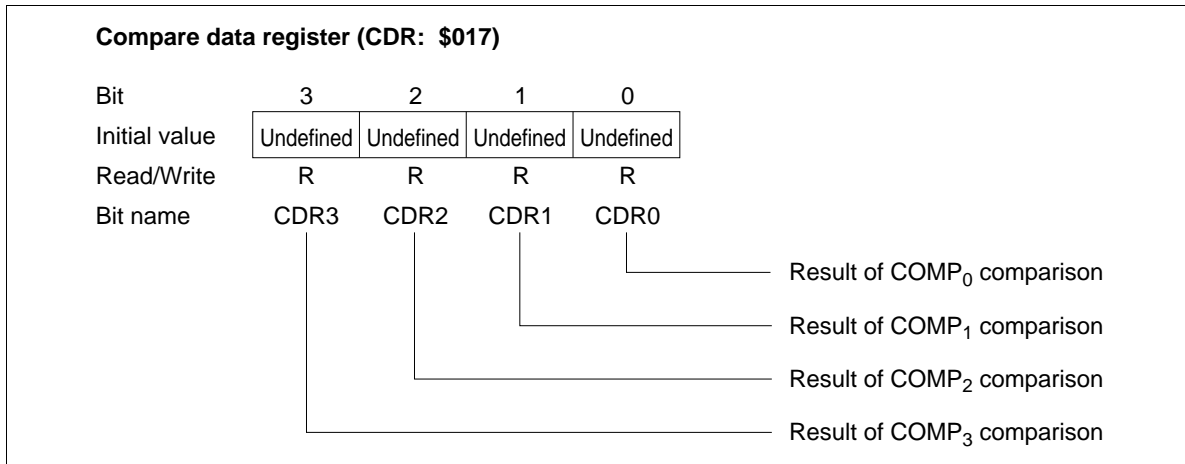 Compare data register (CDR: $017)
Bit 3 2 1 0
Initial value Undefined Undefined Undefined Undefined
Read/Write R R R R
Bit name CDR3 CDR2 CDR1 CDR0
Result of COMP₀ comparison
Result of COMP₁ comparison
Result of COMP₂ comparison
Result of COMP₃ comparison